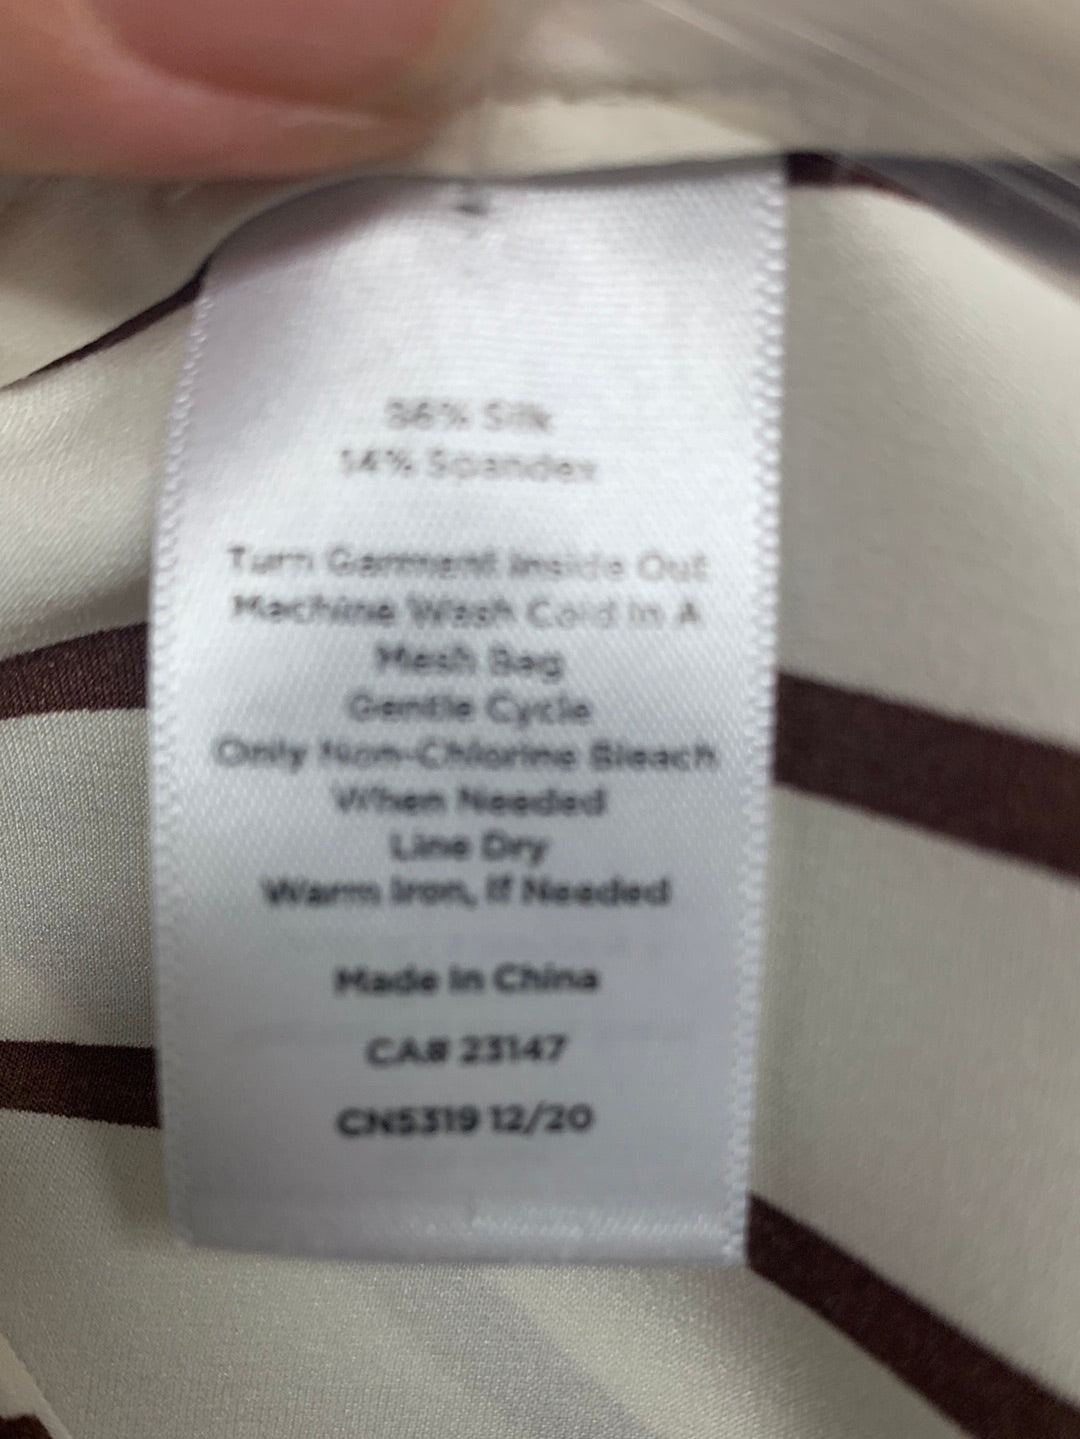 86% Silk
14% Spandex
Turn Garment Inside Out
Machine Wash Cold In A
Mesh Bag
Gentle Cycle
Only Non-Chlorine Bleach
When Needed
Line Dry
Warm Iron, If Needed
Made In China
CA# 23147
CN5319 12/20